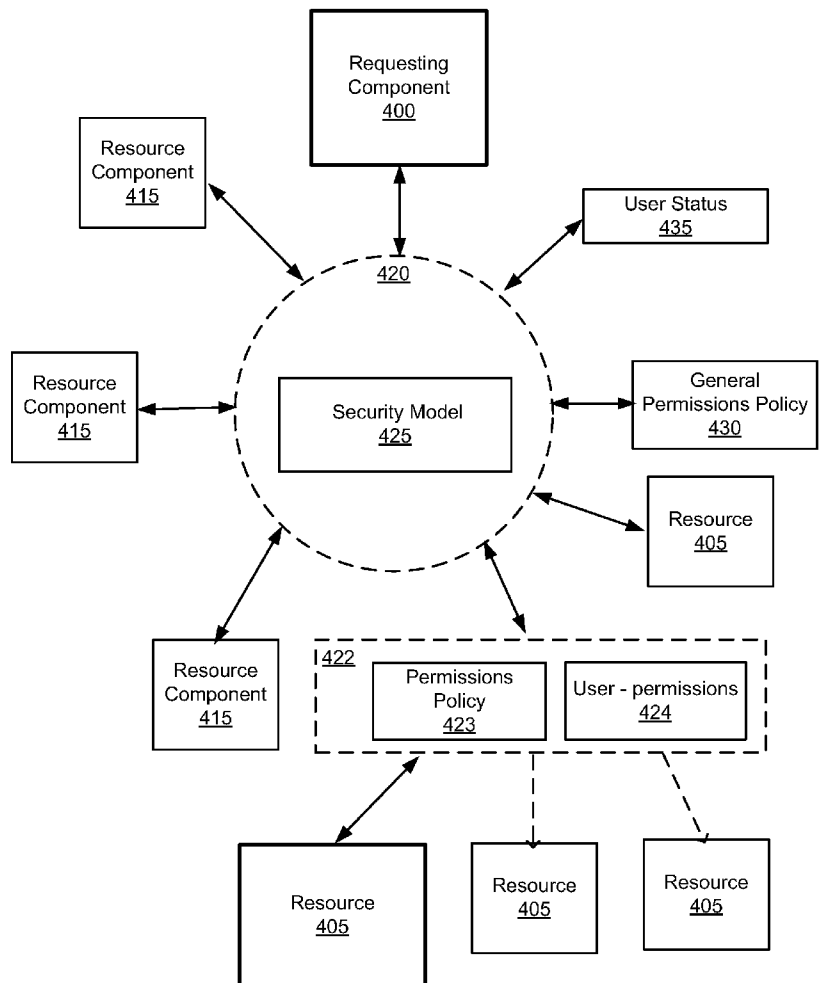 Requesting
Component
400
Resource
Component
415
User Status
435
420
Resource
Component
415
Security Model
425
General
Permissions Policy
430
Resource
405
Resource
Component
415
422
Permissions
Policy
423
User - permissions
424
Resource
405
Resource
405
Resource
405